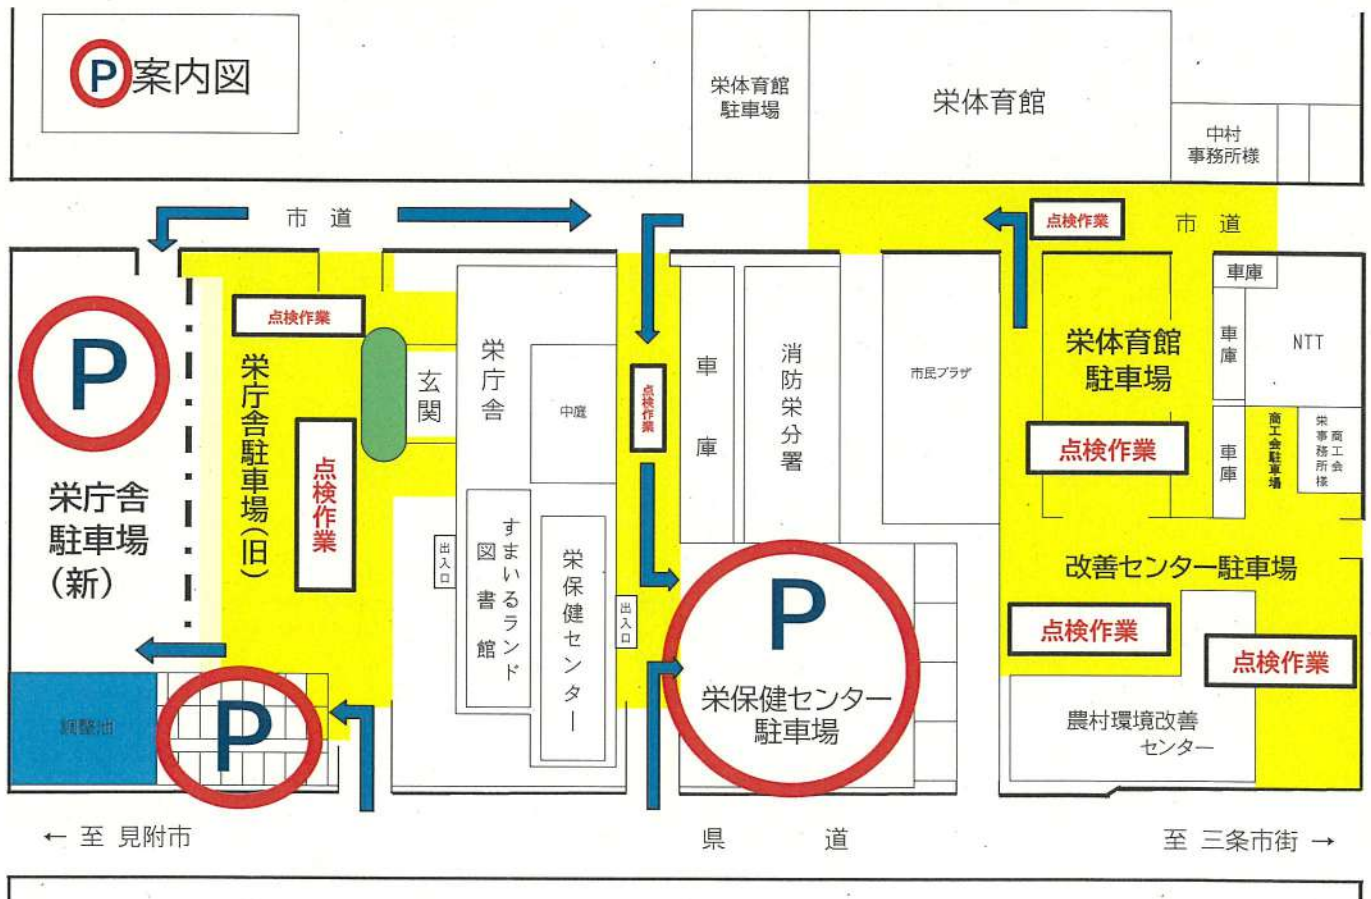 P案内図
栄体育館
駐車場
栄体育館
中村
事務所様
市道
点検作業
市道
P
栄庁舎
駐車場
（新）
点検作業
栄庁舎駐車場(旧)
点検作業
玄関
栄庁舎
中庭
出入口
すまいるランド
図書館
栄保健センター
出入口
点検作業
車庫
消防栄分署
市民プラザ
P
栄保健センター
駐車場
栄体育館
駐車場
点検作業
車庫
車庫
車庫
NTT
商工会駐車場
商工会
栄事務所様
改善センター駐車場
点検作業
点検作業
農村環境改善
センター
調整池
P
← 至 見附市
県道
至 三条市街 →